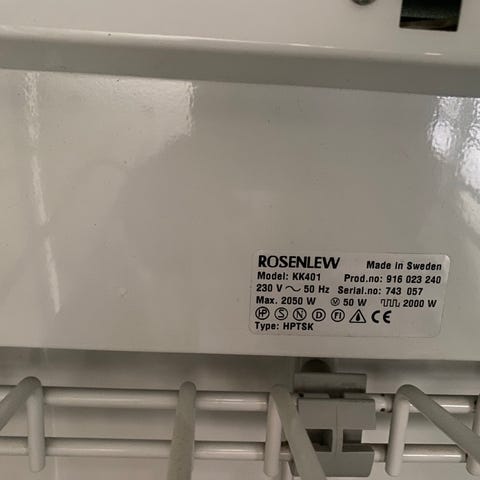 ROSENLEW Made in Sweden
Model: KK401 Prod.no: 916 023 240
230 V ~ 50 Hz Serial.no: 743 057
Max. 2050 W M 50 W 2000 W
S N D FI CE
Type: HPTSK